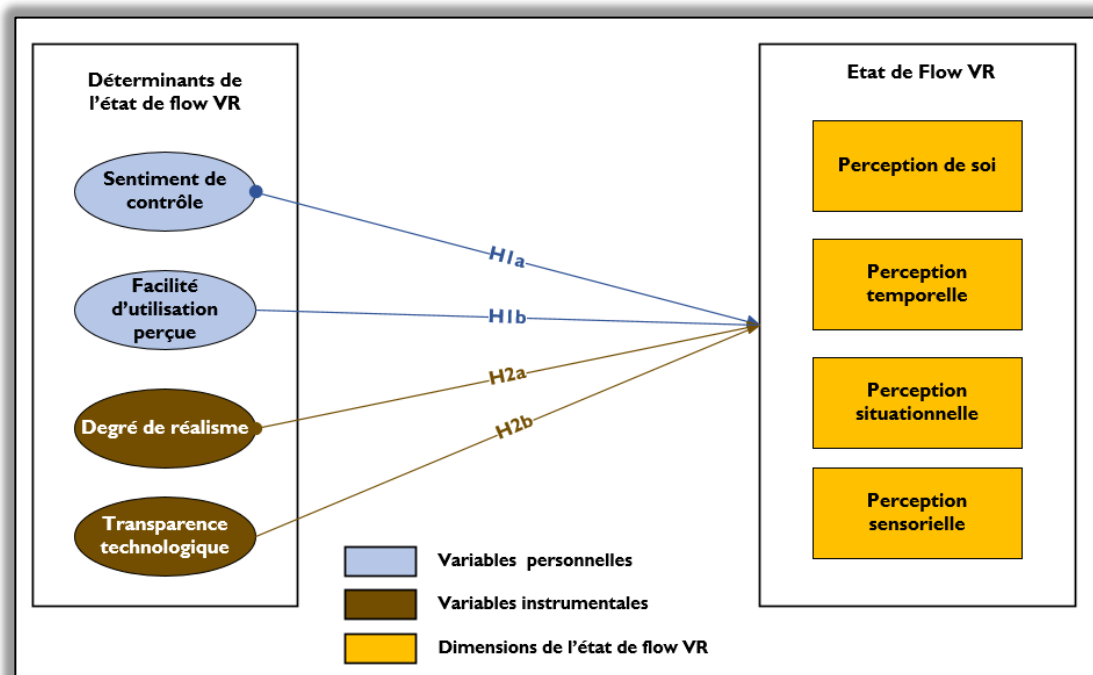 Déterminants de
l'état de flow VR
Sentiment de
contrôle
Facilité
d'utilisation
perçue
Degré de réalisme
Transparence
technologique
H1a
H1b
H2a
H2b
Etat de Flow VR
Perception de soi
Perception
temporelle
Perception
situationnelle
Perception
sensorielle
Variables personnelles
Variables instrumentales
Dimensions de l'état de flow VR